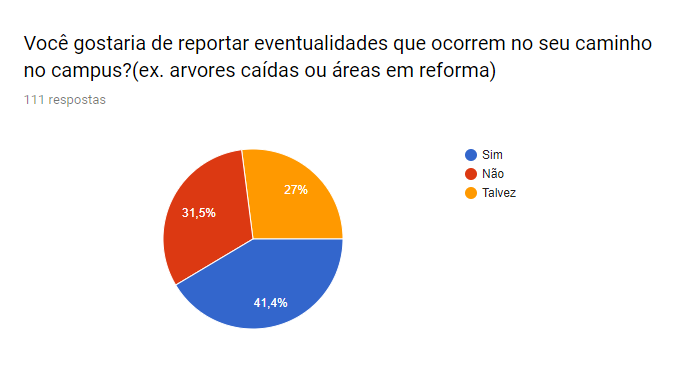 Você gostaria de reportar eventualidades que ocorrem no seu caminho
no campus?(ex. arvores caídas ou áreas em reforma)
111 respostas
Sim
Não
Talvez
27%
31,5%
41,4%